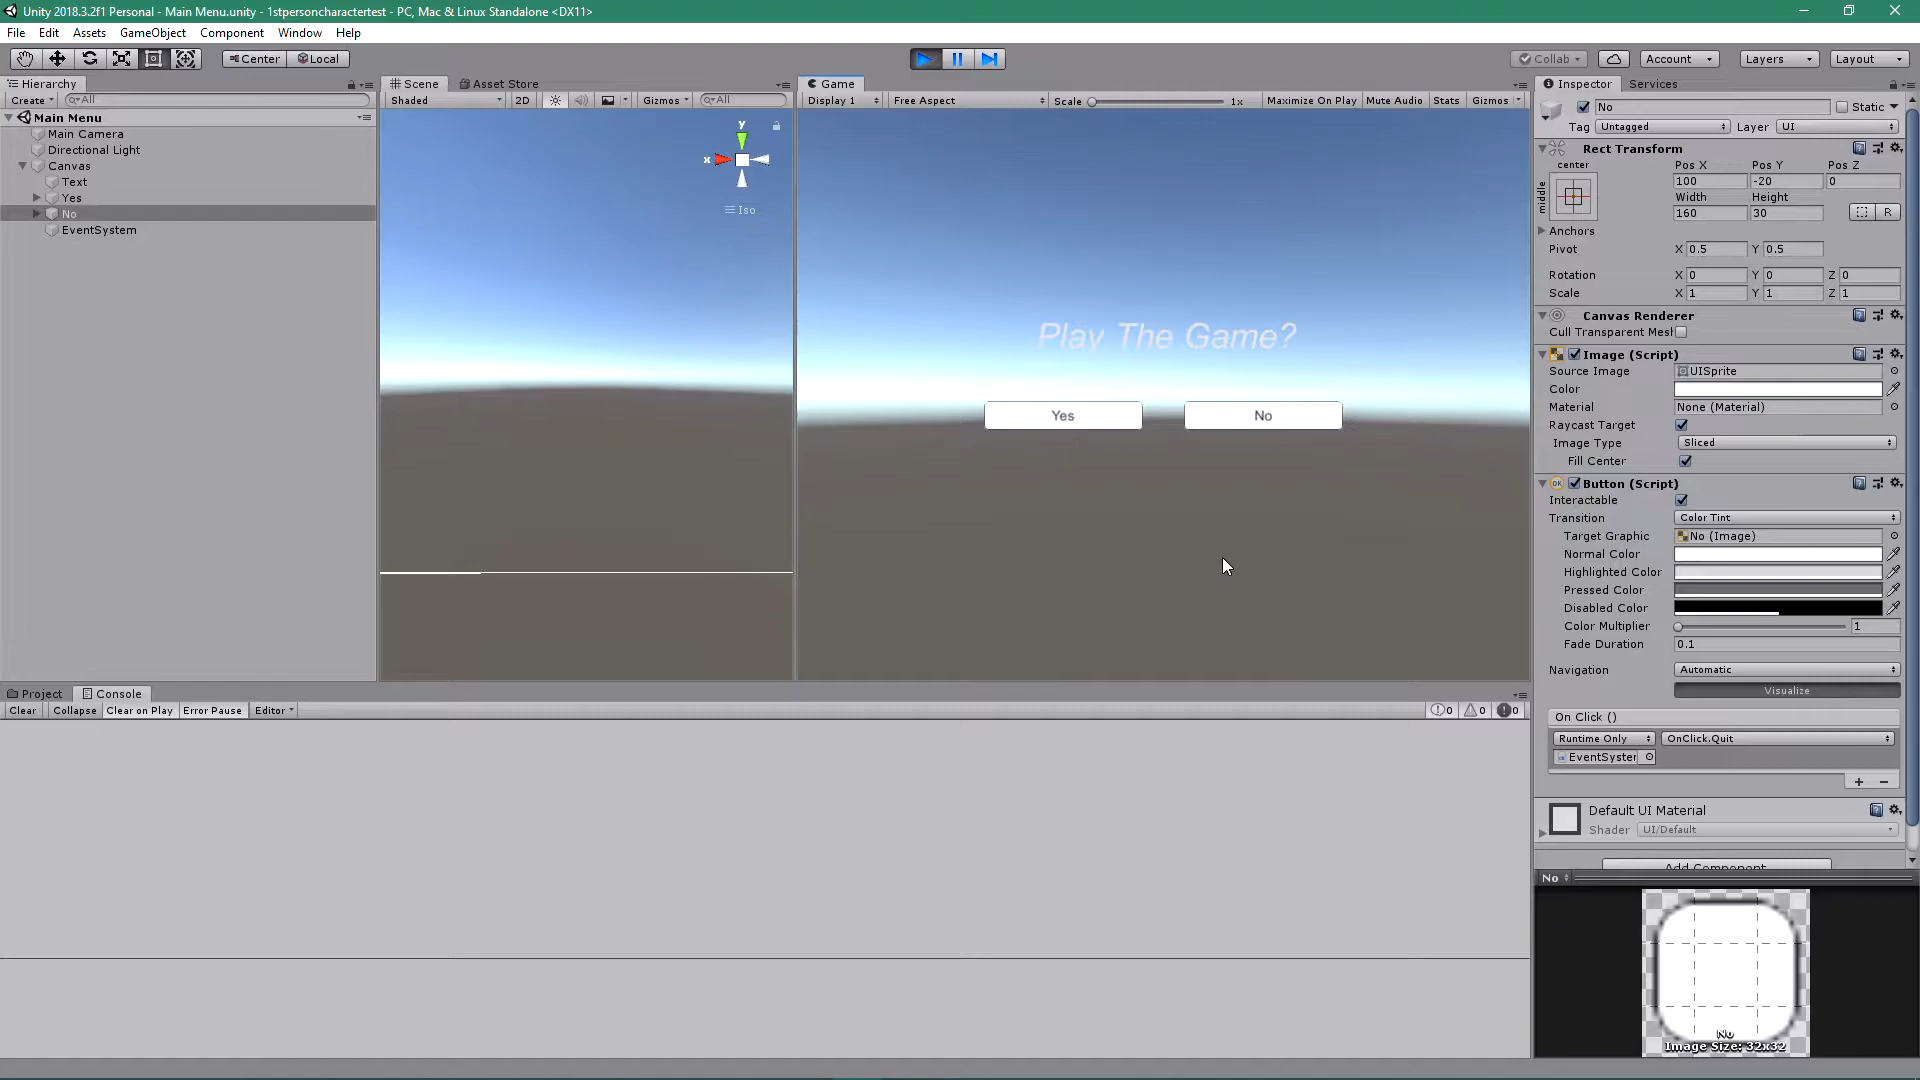 Unity 2018.3.2f1 Personal - Main Menu.unity - 1stpersoncharactertest - PC, Mac & Linux Standalone <DX11>
File Edit Assets GameObject Component Window Help
Center Local Collab Account Layers Layout
Hierarchy
Create All
Main Menu
Main Camera
Directional Light
Canvas
Text
Yes
No
EventSystem
Scene Asset Store
Shaded 2D Gizmos All
y
x
Iso
Game
Display 1 Free Aspect Scale 1x Maximize On Play Mute Audio Stats Gizmos
Play The Game?
Yes No
Project Console
Clear Collapse Clear on Play Error Pause Editor 0 0 0
Inspector Services
No Static
Tag Untagged Layer UI
Rect Transform
center Pos X Pos Y Pos Z
middle 100 -20 0
Width Height
160 30 R
Anchors
Pivot X 0.5 Y 0.5
Rotation X 0 Y 0 Z 0
Scale X 1 Y 1 Z 1
Canvas Renderer
Cull Transparent Mesh
Image (Script)
Source Image UISprite
Color
Material None (Material)
Raycast Target
Image Type Sliced
Fill Center
OK Button (Script)
Interactable
Transition Color Tint
Target Graphic No (Image)
Normal Color
Highlighted Color
Pressed Color
Disabled Color
Color Multiplier 1
Fade Duration 0.1
Navigation Automatic
Visualize
On Click ()
Runtime Only OnClick.Quit
EventSyster
+ −
Default UI Material
Shader UI/Default
Add Component
No
No
Image Size: 32x32